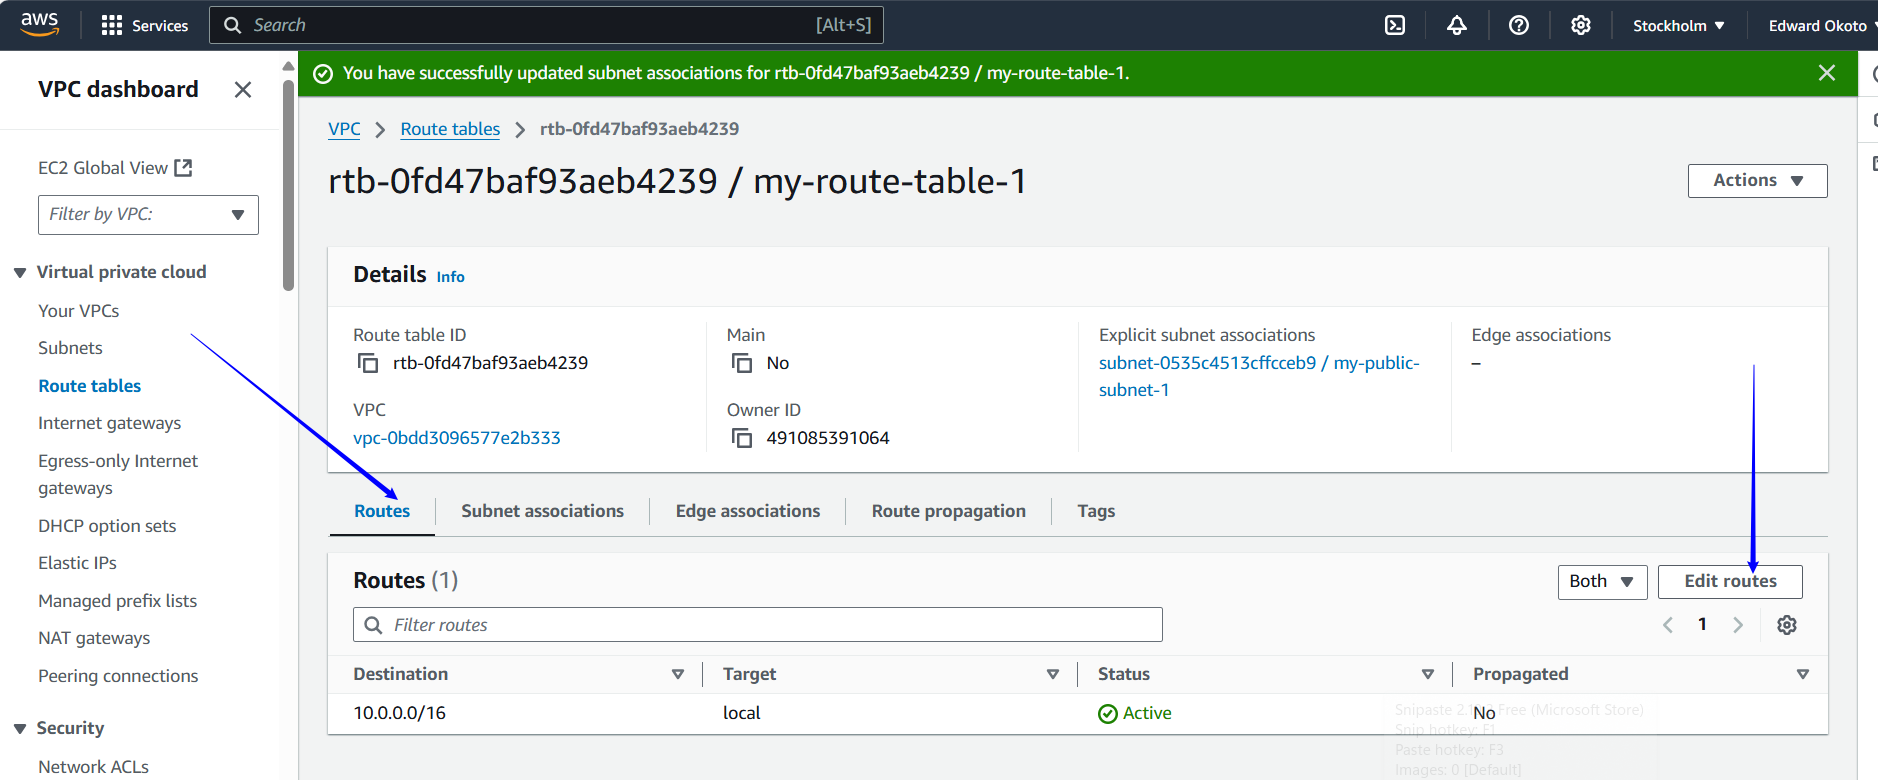 aws
Services
Search
[Alt+S]
Stockholm
Edward Okoto
VPC dashboard
EC2 Global View
Filter by VPC:
Virtual private cloud
Your VPCs
Subnets
Route tables
Internet gateways
Egress-only Internet
gateways
DHCP option sets
Elastic IPs
Managed prefix lists
NAT gateways
Peering connections
Security
Network ACLs
You have successfully updated subnet associations for rtb-0fd47baf93aeb4239 / my-route-table-1.
VPC
Route tables
rtb-0fd47baf93aeb4239
rtb-0fd47baf93aeb4239 / my-route-table-1
Actions
Details
Info
Route table ID
rtb-0fd47baf93aeb4239
Main
No
Explicit subnet associations
subnet-0535c4513cffcceb9 / my-public-
subnet-1
Edge associations
–
VPC
vpc-0bdd3096577e2b333
Owner ID
491085391064
Routes
Subnet associations
Edge associations
Route propagation
Tags
Routes (1)
Both
Edit routes
Filter routes
1
Destination
Target
Status
Propagated
10.0.0.0/16
local
Active
No
Snipaste Free (Microsoft Store)
Snip hotkey: F1
Paste hotkey: F3
Images: 0 [Default]